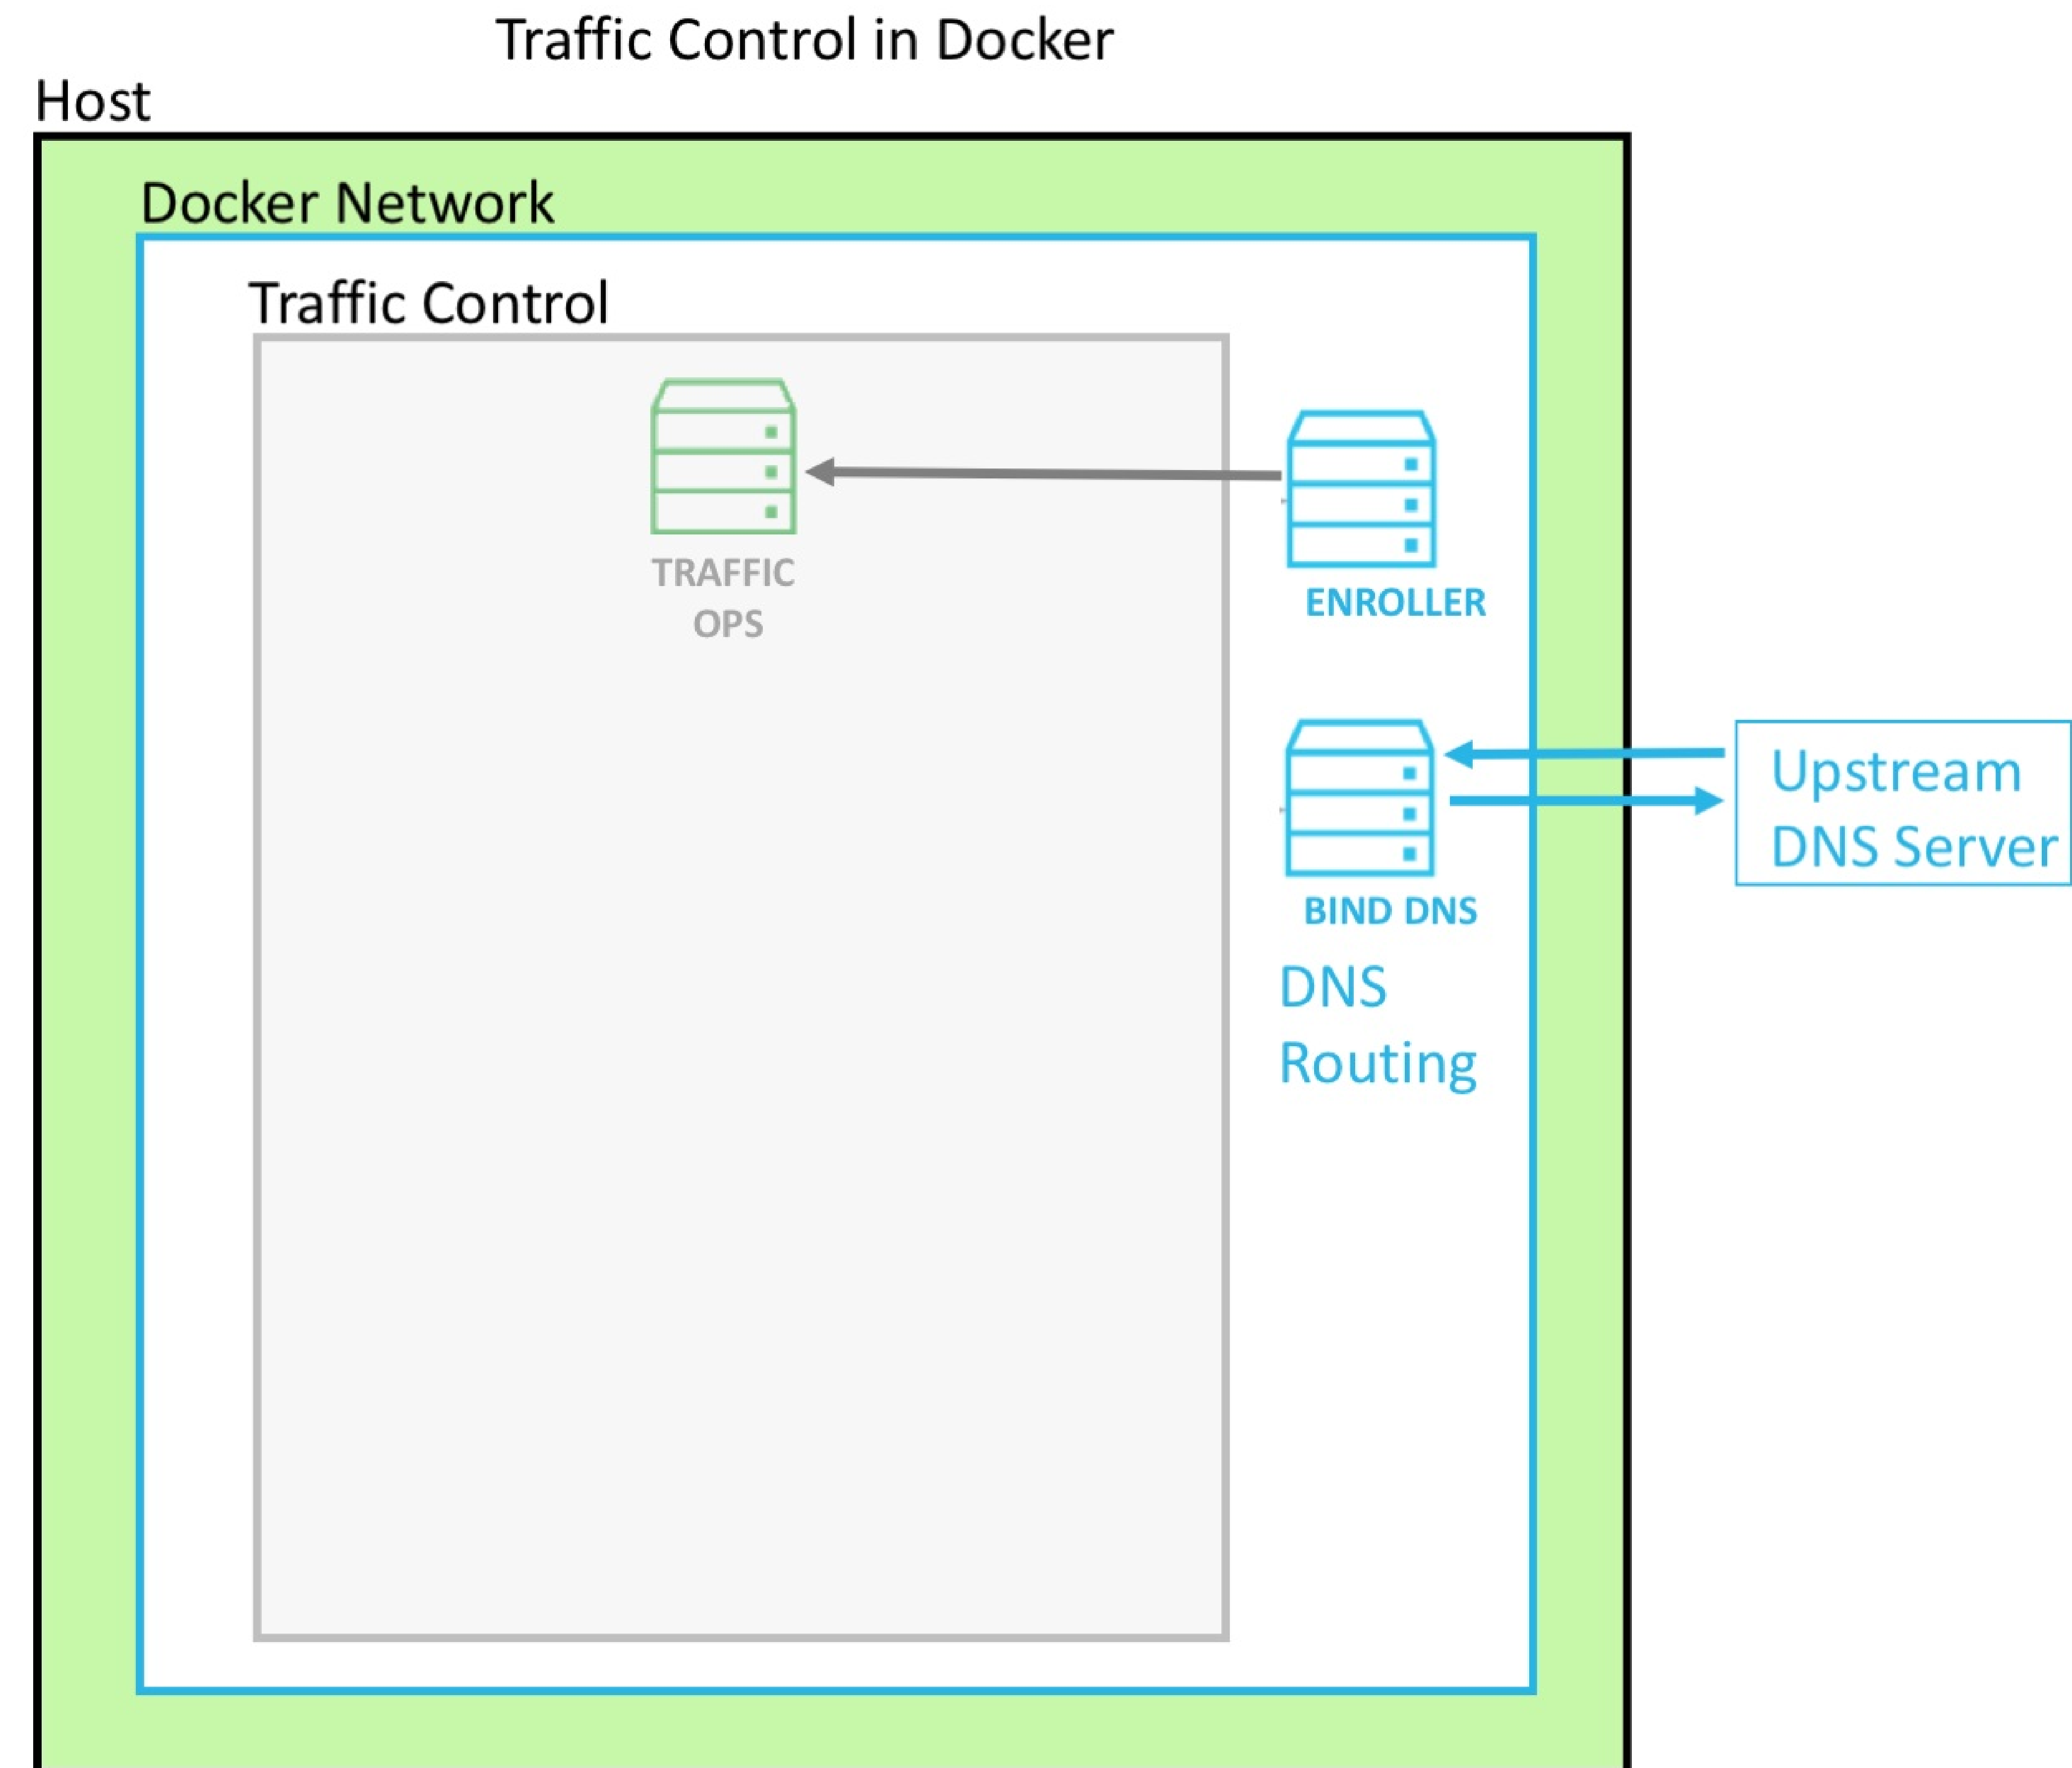 Traffic Control in Docker
Host
Docker Network
Traffic Control
TRAFFIC
OPS
ENROLLER
Upstream
DNS Server
BIND DNS
DNS
Routing